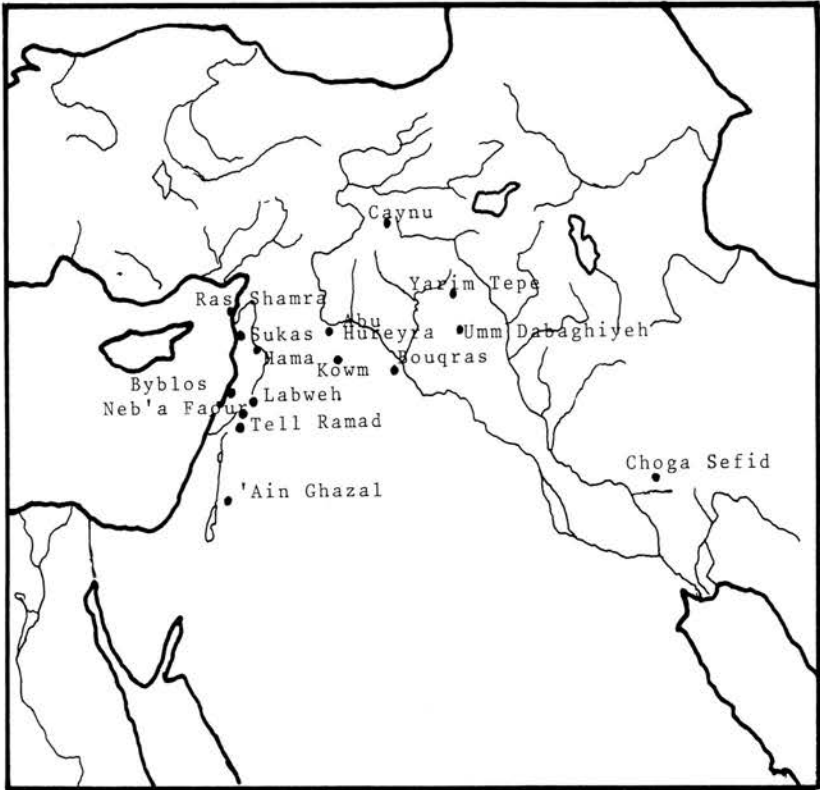 Caynu
Yarim Tepe
Ras Shamra
Abu
Sukas
Hureyra
Umm Dabaghiyeh
Hama
Kowm
Bouqras
Byblos
Labweh
Neb'a Faour
Tell Ramad
Choga Sefid
'Ain Ghazal